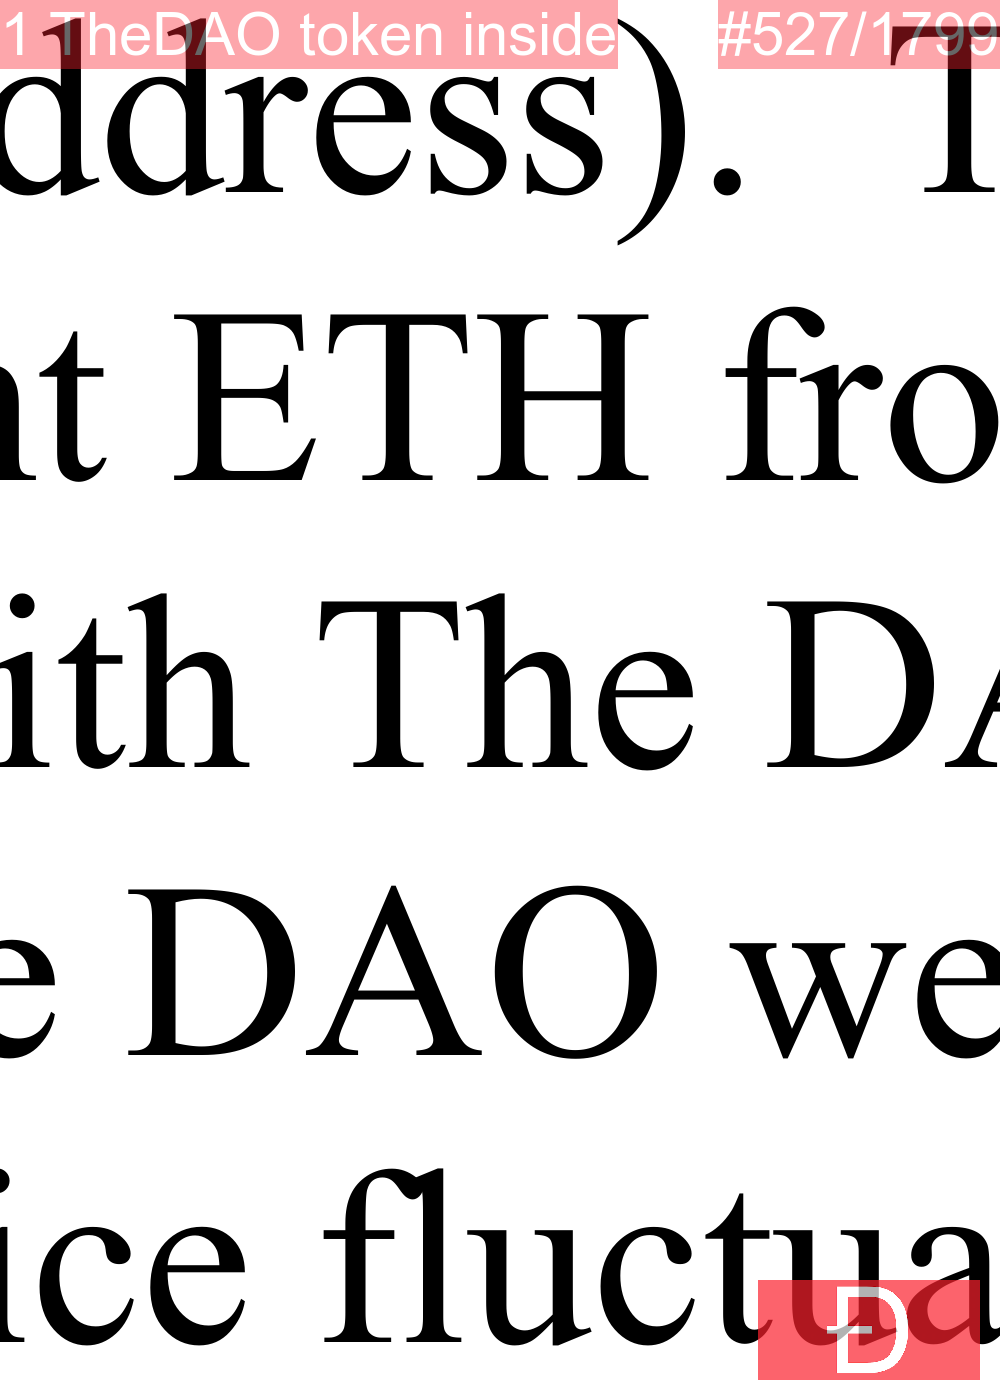 1 TheDAO token inside #527/1799
ddress). T
nt ETH fro
ith The DA
e DAO we
ice fluctua
Đ